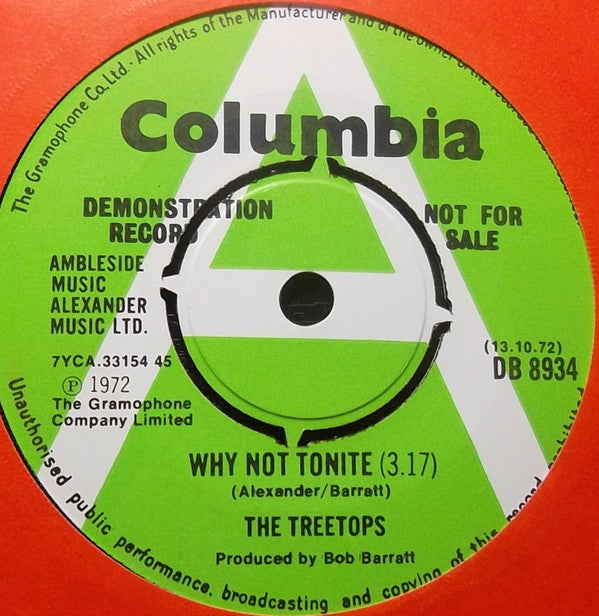 The Gramophone Co. Ltd. · All rights of the Manufacturer and of the owner of the
Columbia
DEMONSTRATION
RECORD
NOT FOR
SALE
AMBLESIDE
MUSIC
ALEXANDER
MUSIC LTD.
7YCA.33154 45
Ⓟ 1972
The Gramophone
Company Limited
(13.10.72)
DB 8934
WHY NOT TONITE (3.17)
(Alexander/Barratt)
THE TREETOPS
Produced by Bob Barratt
Unauthorised public performance, broadcasting and copying of this record prohibited